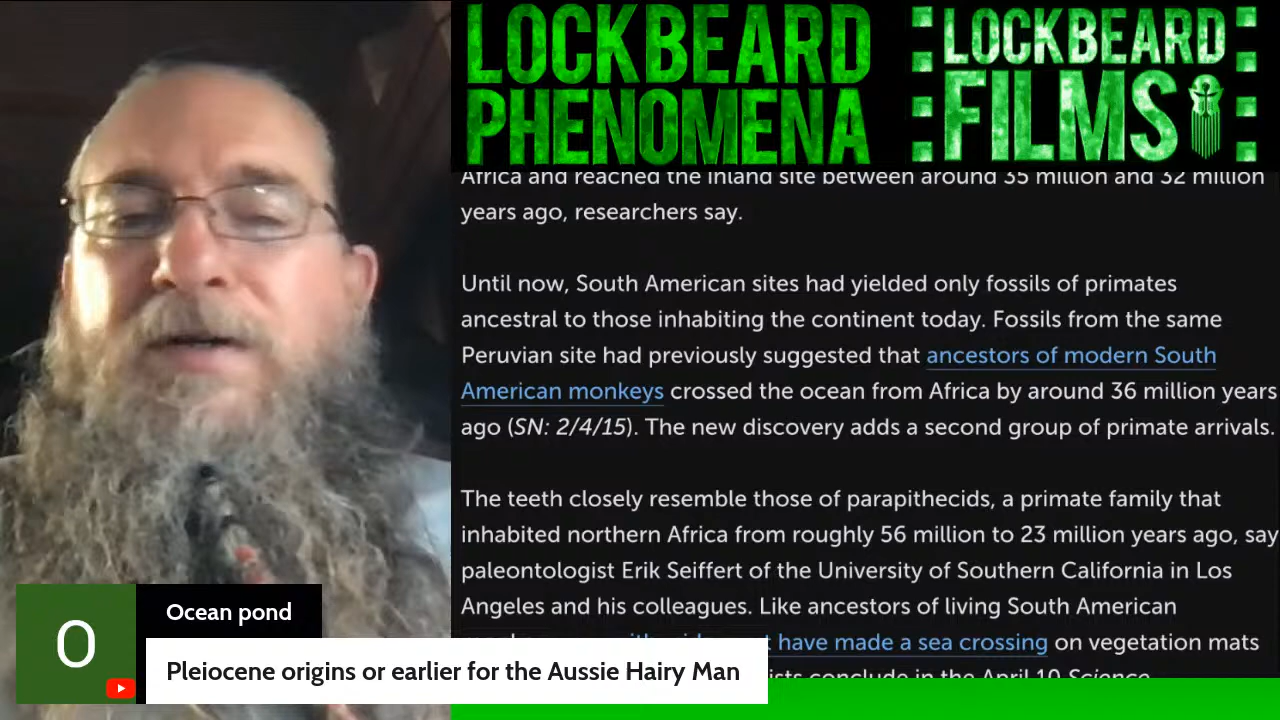 LOCKBEARD
PHENOMENA
LOCKBEARD
FILMS
Africa and reached the inland site between around 35 million and 32 million
years ago, researchers say.
Until now, South American sites had yielded only fossils of primates
ancestral to those inhabiting the continent today. Fossils from the same
Peruvian site had previously suggested that ancestors of modern South
American monkeys crossed the ocean from Africa by around 36 million years
ago (SN: 2/4/15). The new discovery adds a second group of primate arrivals.
The teeth closely resemble those of parapithecids, a primate family that
inhabited northern Africa from roughly 56 million to 23 million years ago, say
paleontologist Erik Seiffert of the University of Southern California in Los
Angeles and his colleagues. Like ancestors of living South American
have made a sea crossing on vegetation mats
conclude in the April 10 Science.
O
Ocean pond
Pleiocene origins or earlier for the Aussie Hairy Man